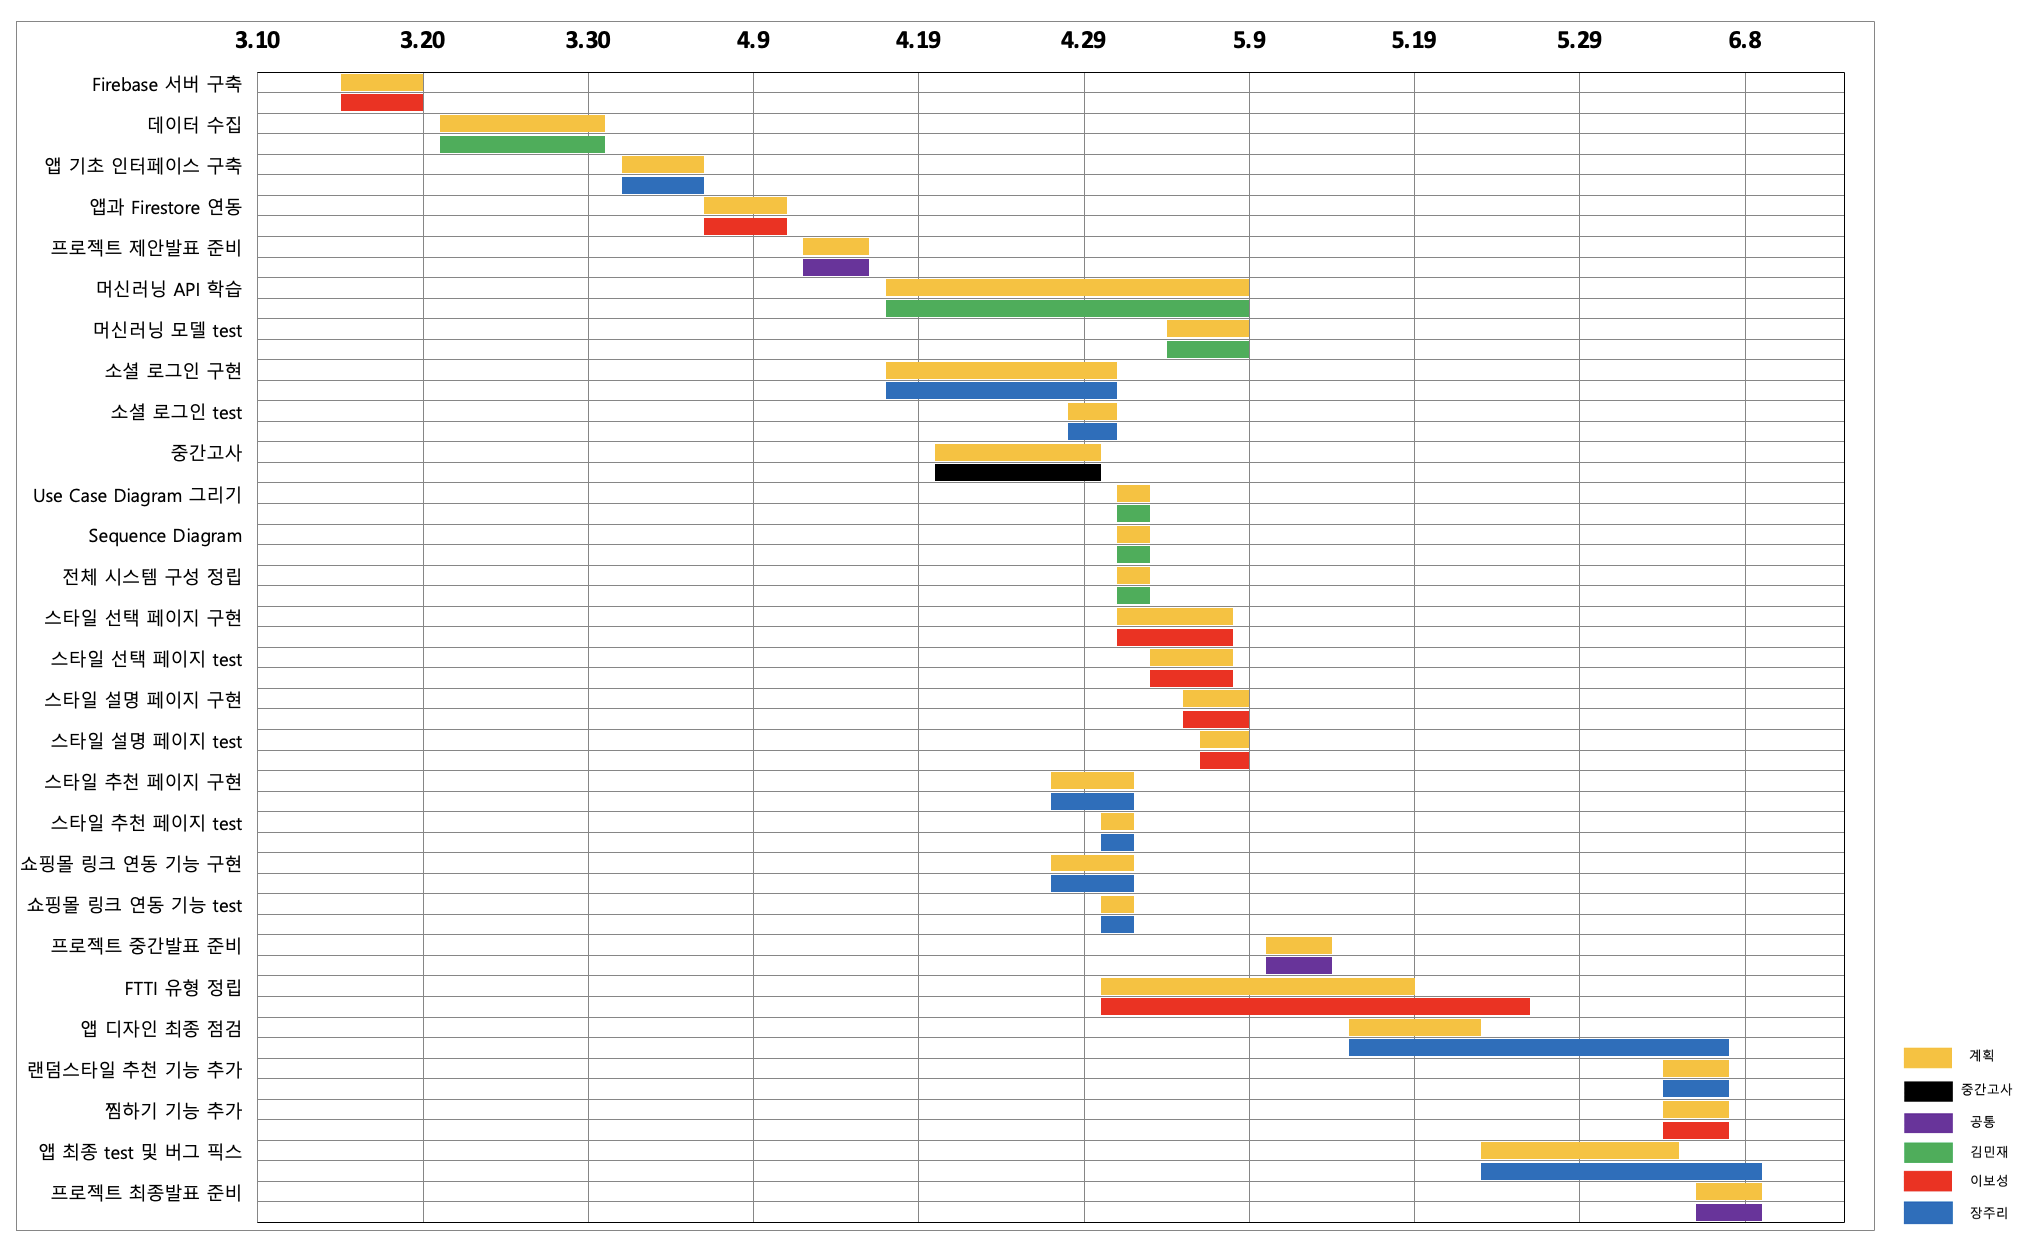 3.10 3.20 3.30 4.9 4.19 4.29 5.9 5.19 5.29 6.8
Firebase 서버 구축
데이터 수집
앱 기초 인터페이스 구축
앱과 Firestore 연동
프로젝트 제안발표 준비
머신러닝 API 학습
머신러닝 모델 test
소셜 로그인 구현
소셜 로그인 test
중간고사
Use Case Diagram 그리기
Sequence Diagram
전체 시스템 구성 정립
스타일 선택 페이지 구현
스타일 선택 페이지 test
스타일 설명 페이지 구현
스타일 설명 페이지 test
스타일 추천 페이지 구현
스타일 추천 페이지 test
쇼핑몰 링크 연동 기능 구현
쇼핑몰 링크 연동 기능 test
프로젝트 중간발표 준비
FTTI 유형 정립
앱 디자인 최종 점검
랜덤스타일 추천 기능 추가
찜하기 기능 추가
앱 최종 test 및 버그 픽스
프로젝트 최종발표 준비
계획
중간고사
공통
김민재
이보성
장주리